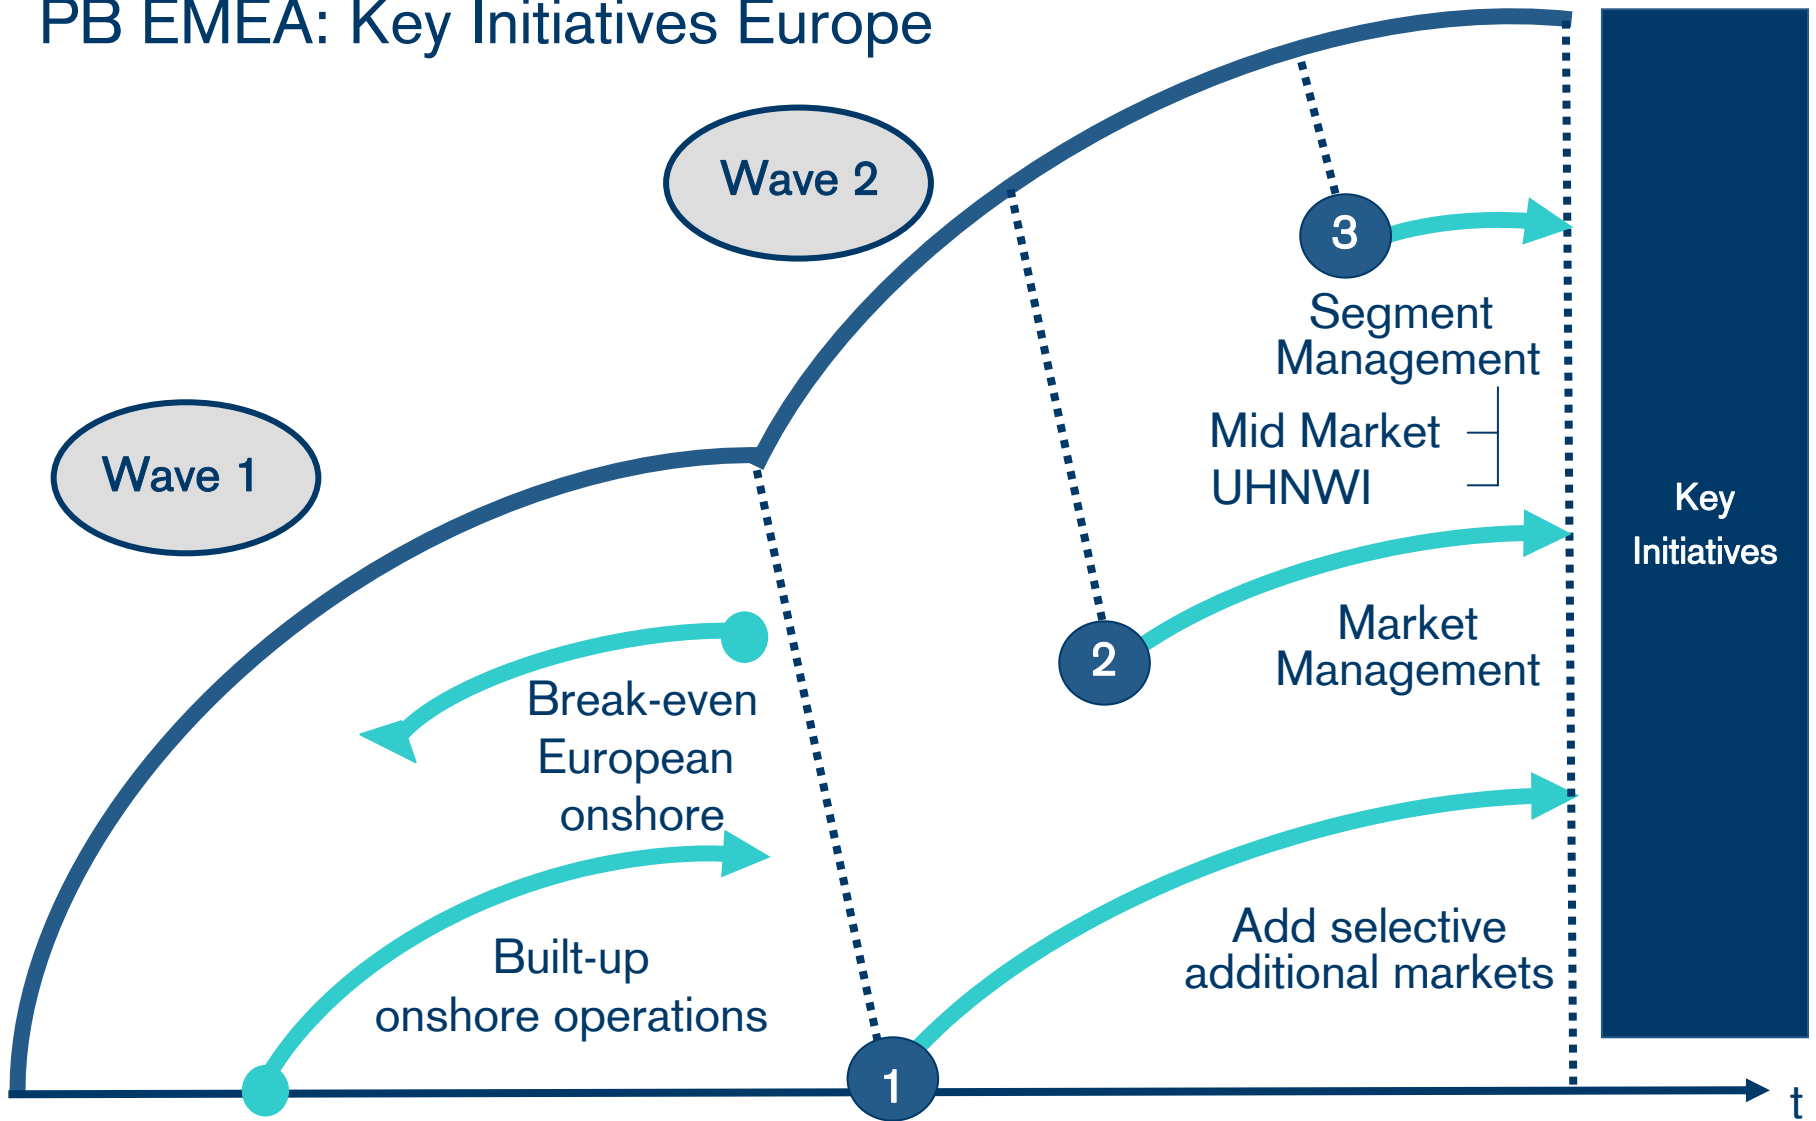 PB EMEA: Key Initiatives Europe
Wave 2
Wave 1
3
Segment
Management
Mid Market
UHNWI
Key
Initiatives
2
Market
Management
Break-even
European
onshore
Built-up
onshore operations
Add selective
additional markets
1
t